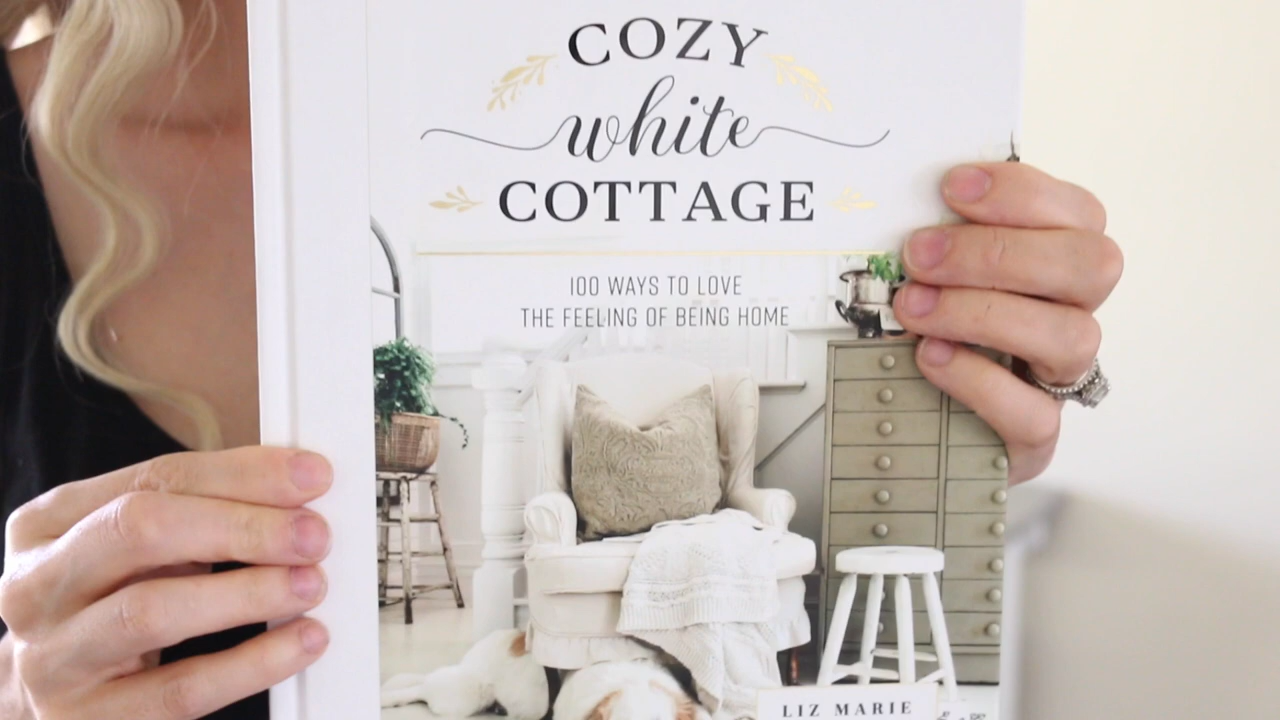 COZY
white
COTTAGE
100 WAYS TO LOVE
THE FEELING OF BEING HOME
LIZ MARIE